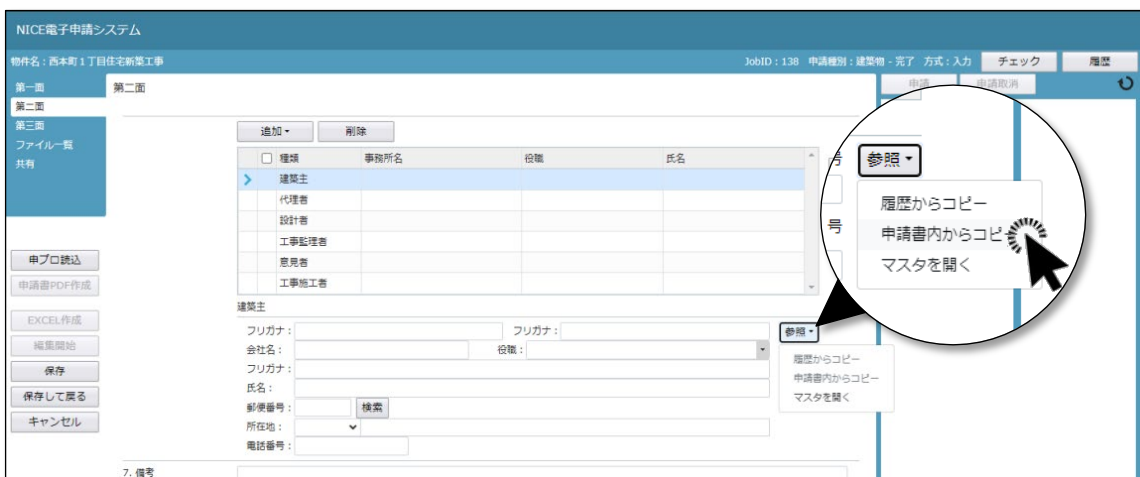 NICE電子申請システム
物件名：西本町１丁目住宅新築工事
JobID：138 申請種別：建築物 - 完了 方式：入力
チェック
履歴
第一面
第二面
第三面
ファイル一覧
共有
第二面
申請
申請取消
追加
削除
種類 事務所名 役職 氏名
建築主
代理者
設計者
工事監理者
意見者
工事施工者
号
号
参照
履歴からコピー
申請書内からコピー
マスタを開く
申プロ読込
申請書PDF作成
EXCEL作成
編集開始
保存
保存して戻る
キャンセル
建築主
フリガナ： フリガナ：
会社名： 役職：
フリガナ：
氏名：
郵便番号： 検索
所在地：
電話番号：
参照
履歴からコピー
申請書内からコピー
マスタを開く
7. 備考